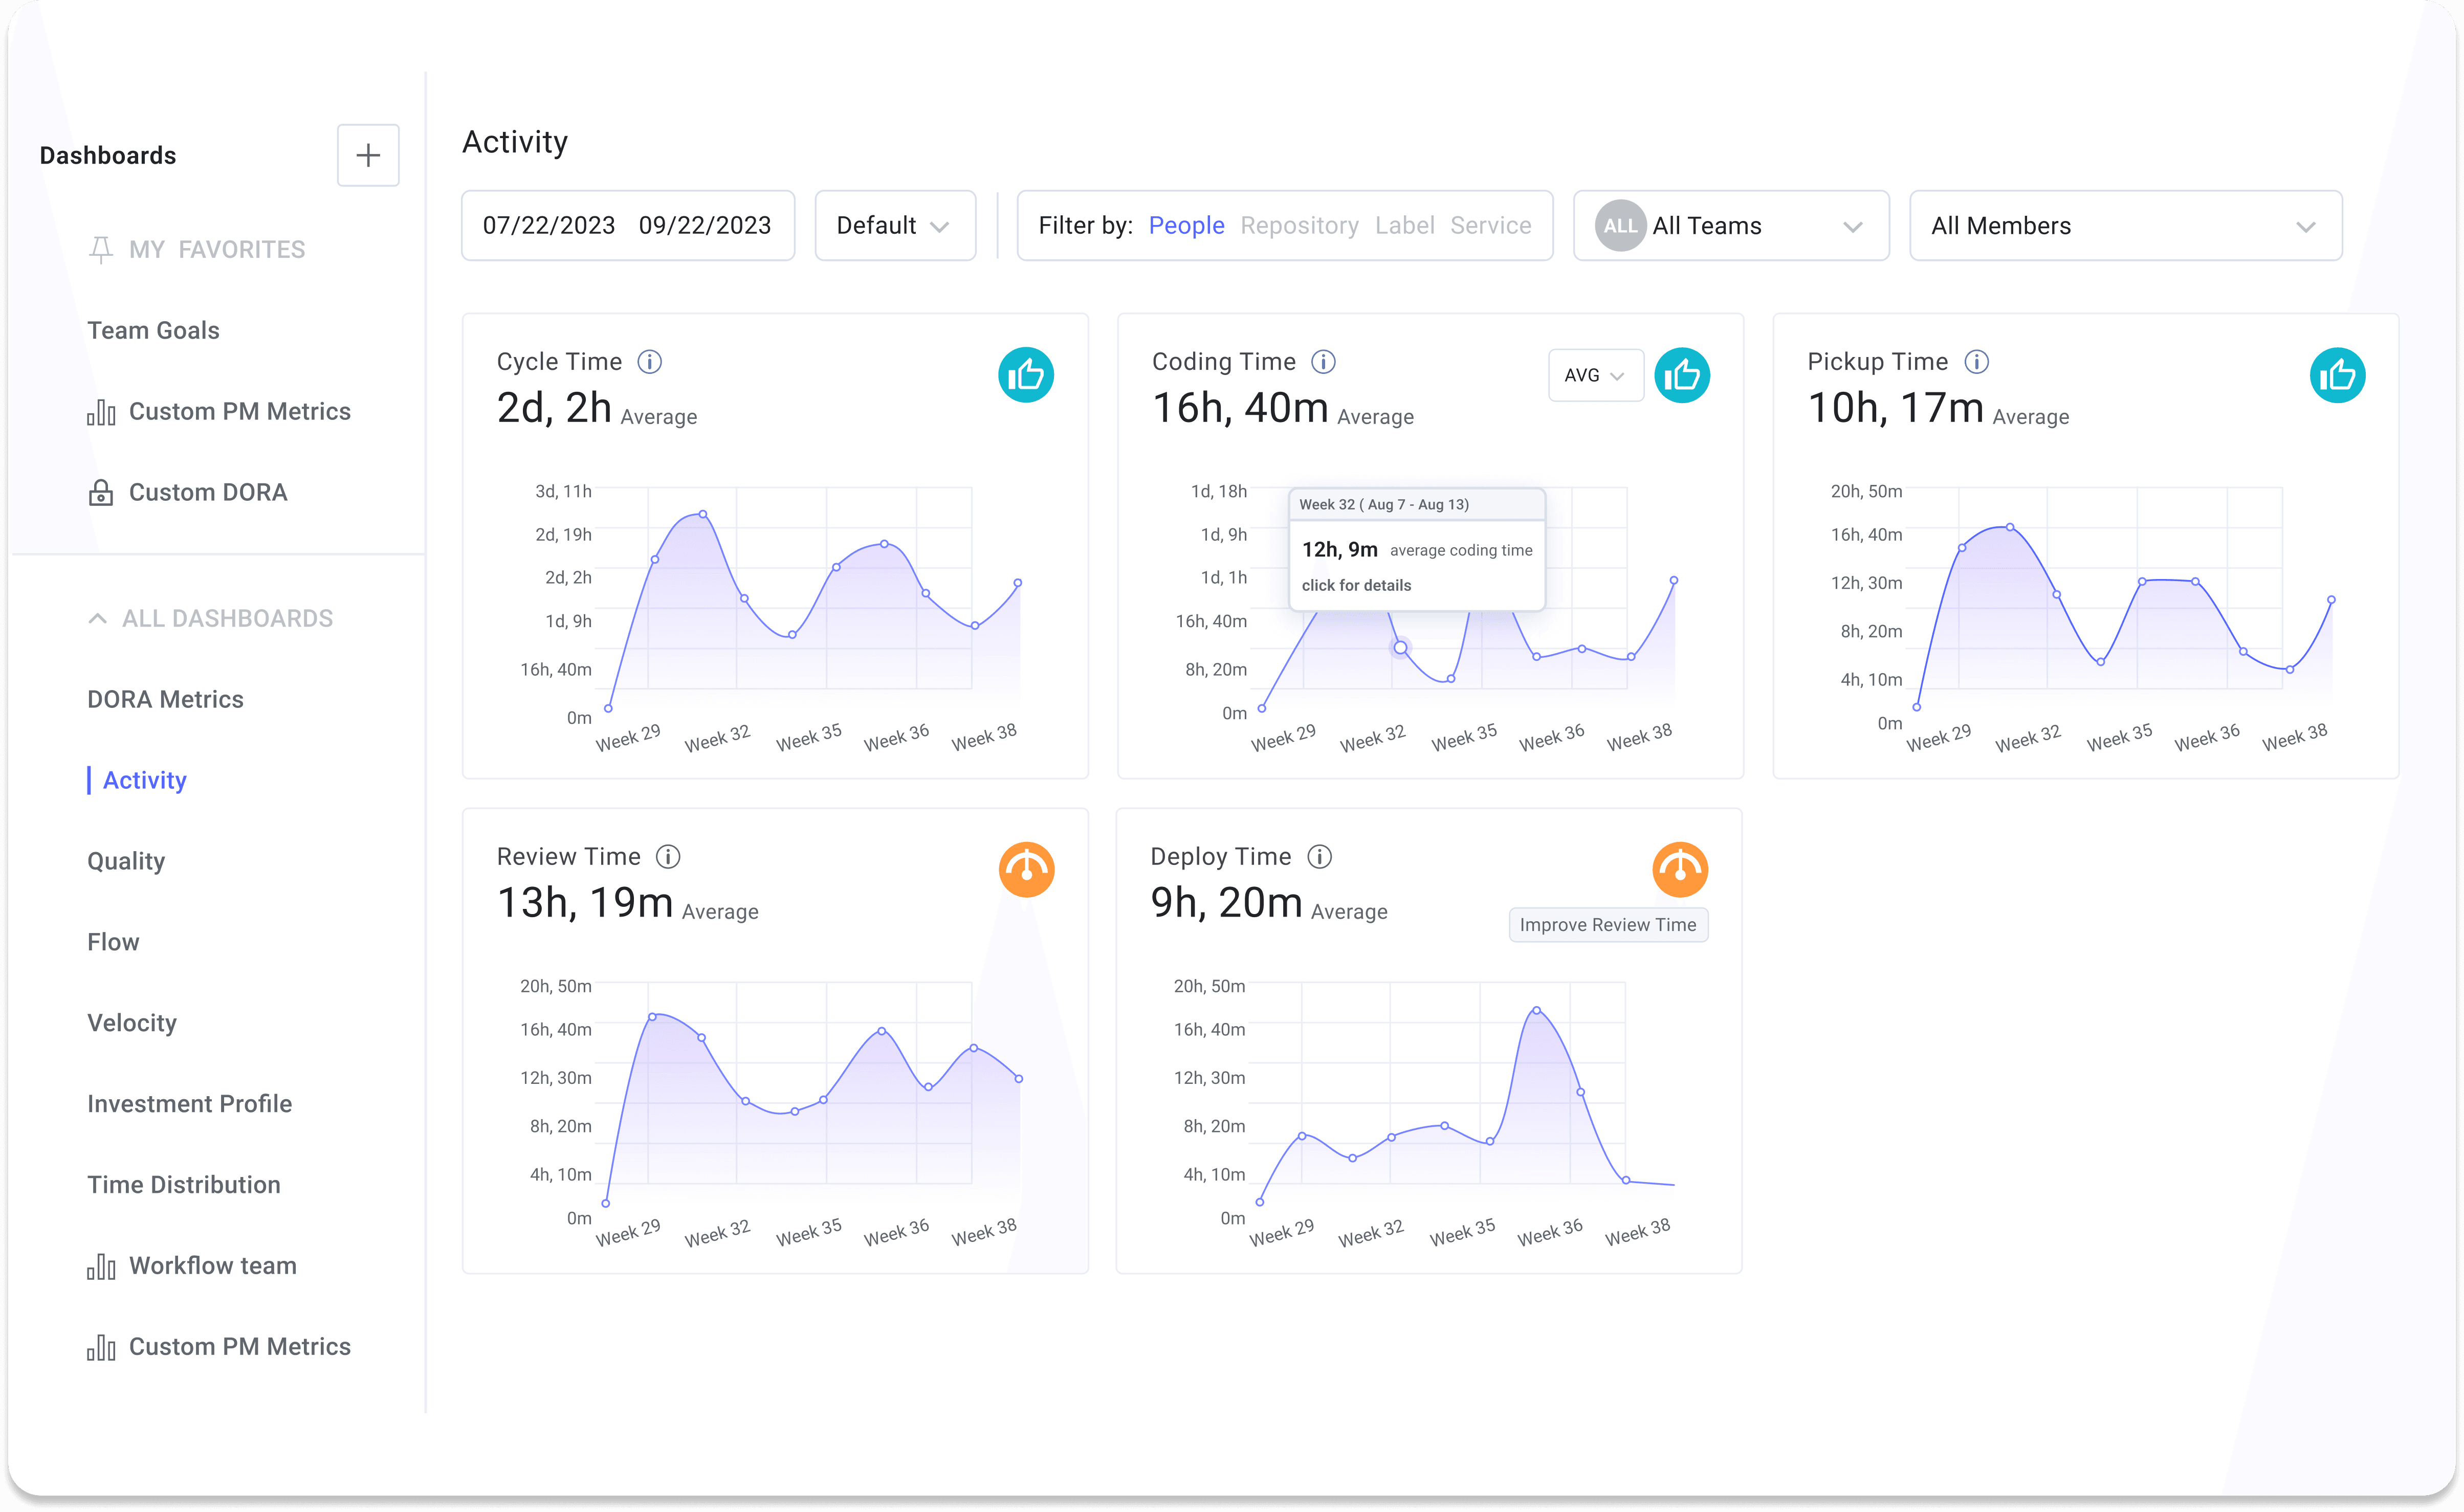 Dashboards
MY FAVORITES
Team Goals
Custom PM Metrics
Custom DORA
ALL DASHBOARDS
DORA Metrics
Activity
Quality
Flow
Velocity
Investment Profile
Time Distribution
Workflow team
Custom PM Metrics
Activity
07/22/2023 09/22/2023
Default
Filter by: People Repository Label Service
ALL All Teams
All Members
Cycle Time
2d, 2h Average
3d, 11h
2d, 19h
2d, 2h
1d, 9h
16h, 40m
0m
Week 29 Week 32 Week 35 Week 36 Week 38
Coding Time
AVG
16h, 40m Average
1d, 18h
1d, 9h
1d, 1h
16h, 40m
8h, 20m
0m
Week 32 ( Aug 7 - Aug 13)
12h, 9m average coding time
click for details
Week 29 Week 32 Week 35 Week 36 Week 38
Pickup Time
10h, 17m Average
20h, 50m
16h, 40m
12h, 30m
8h, 20m
4h, 10m
0m
Week 29 Week 32 Week 35 Week 36 Week 38
Review Time
13h, 19m Average
20h, 50m
16h, 40m
12h, 30m
8h, 20m
4h, 10m
0m
Week 29 Week 32 Week 35 Week 36 Week 38
Deploy Time
9h, 20m Average
Improve Review Time
20h, 50m
16h, 40m
12h, 30m
8h, 20m
4h, 10m
0m
Week 29 Week 32 Week 35 Week 36 Week 38